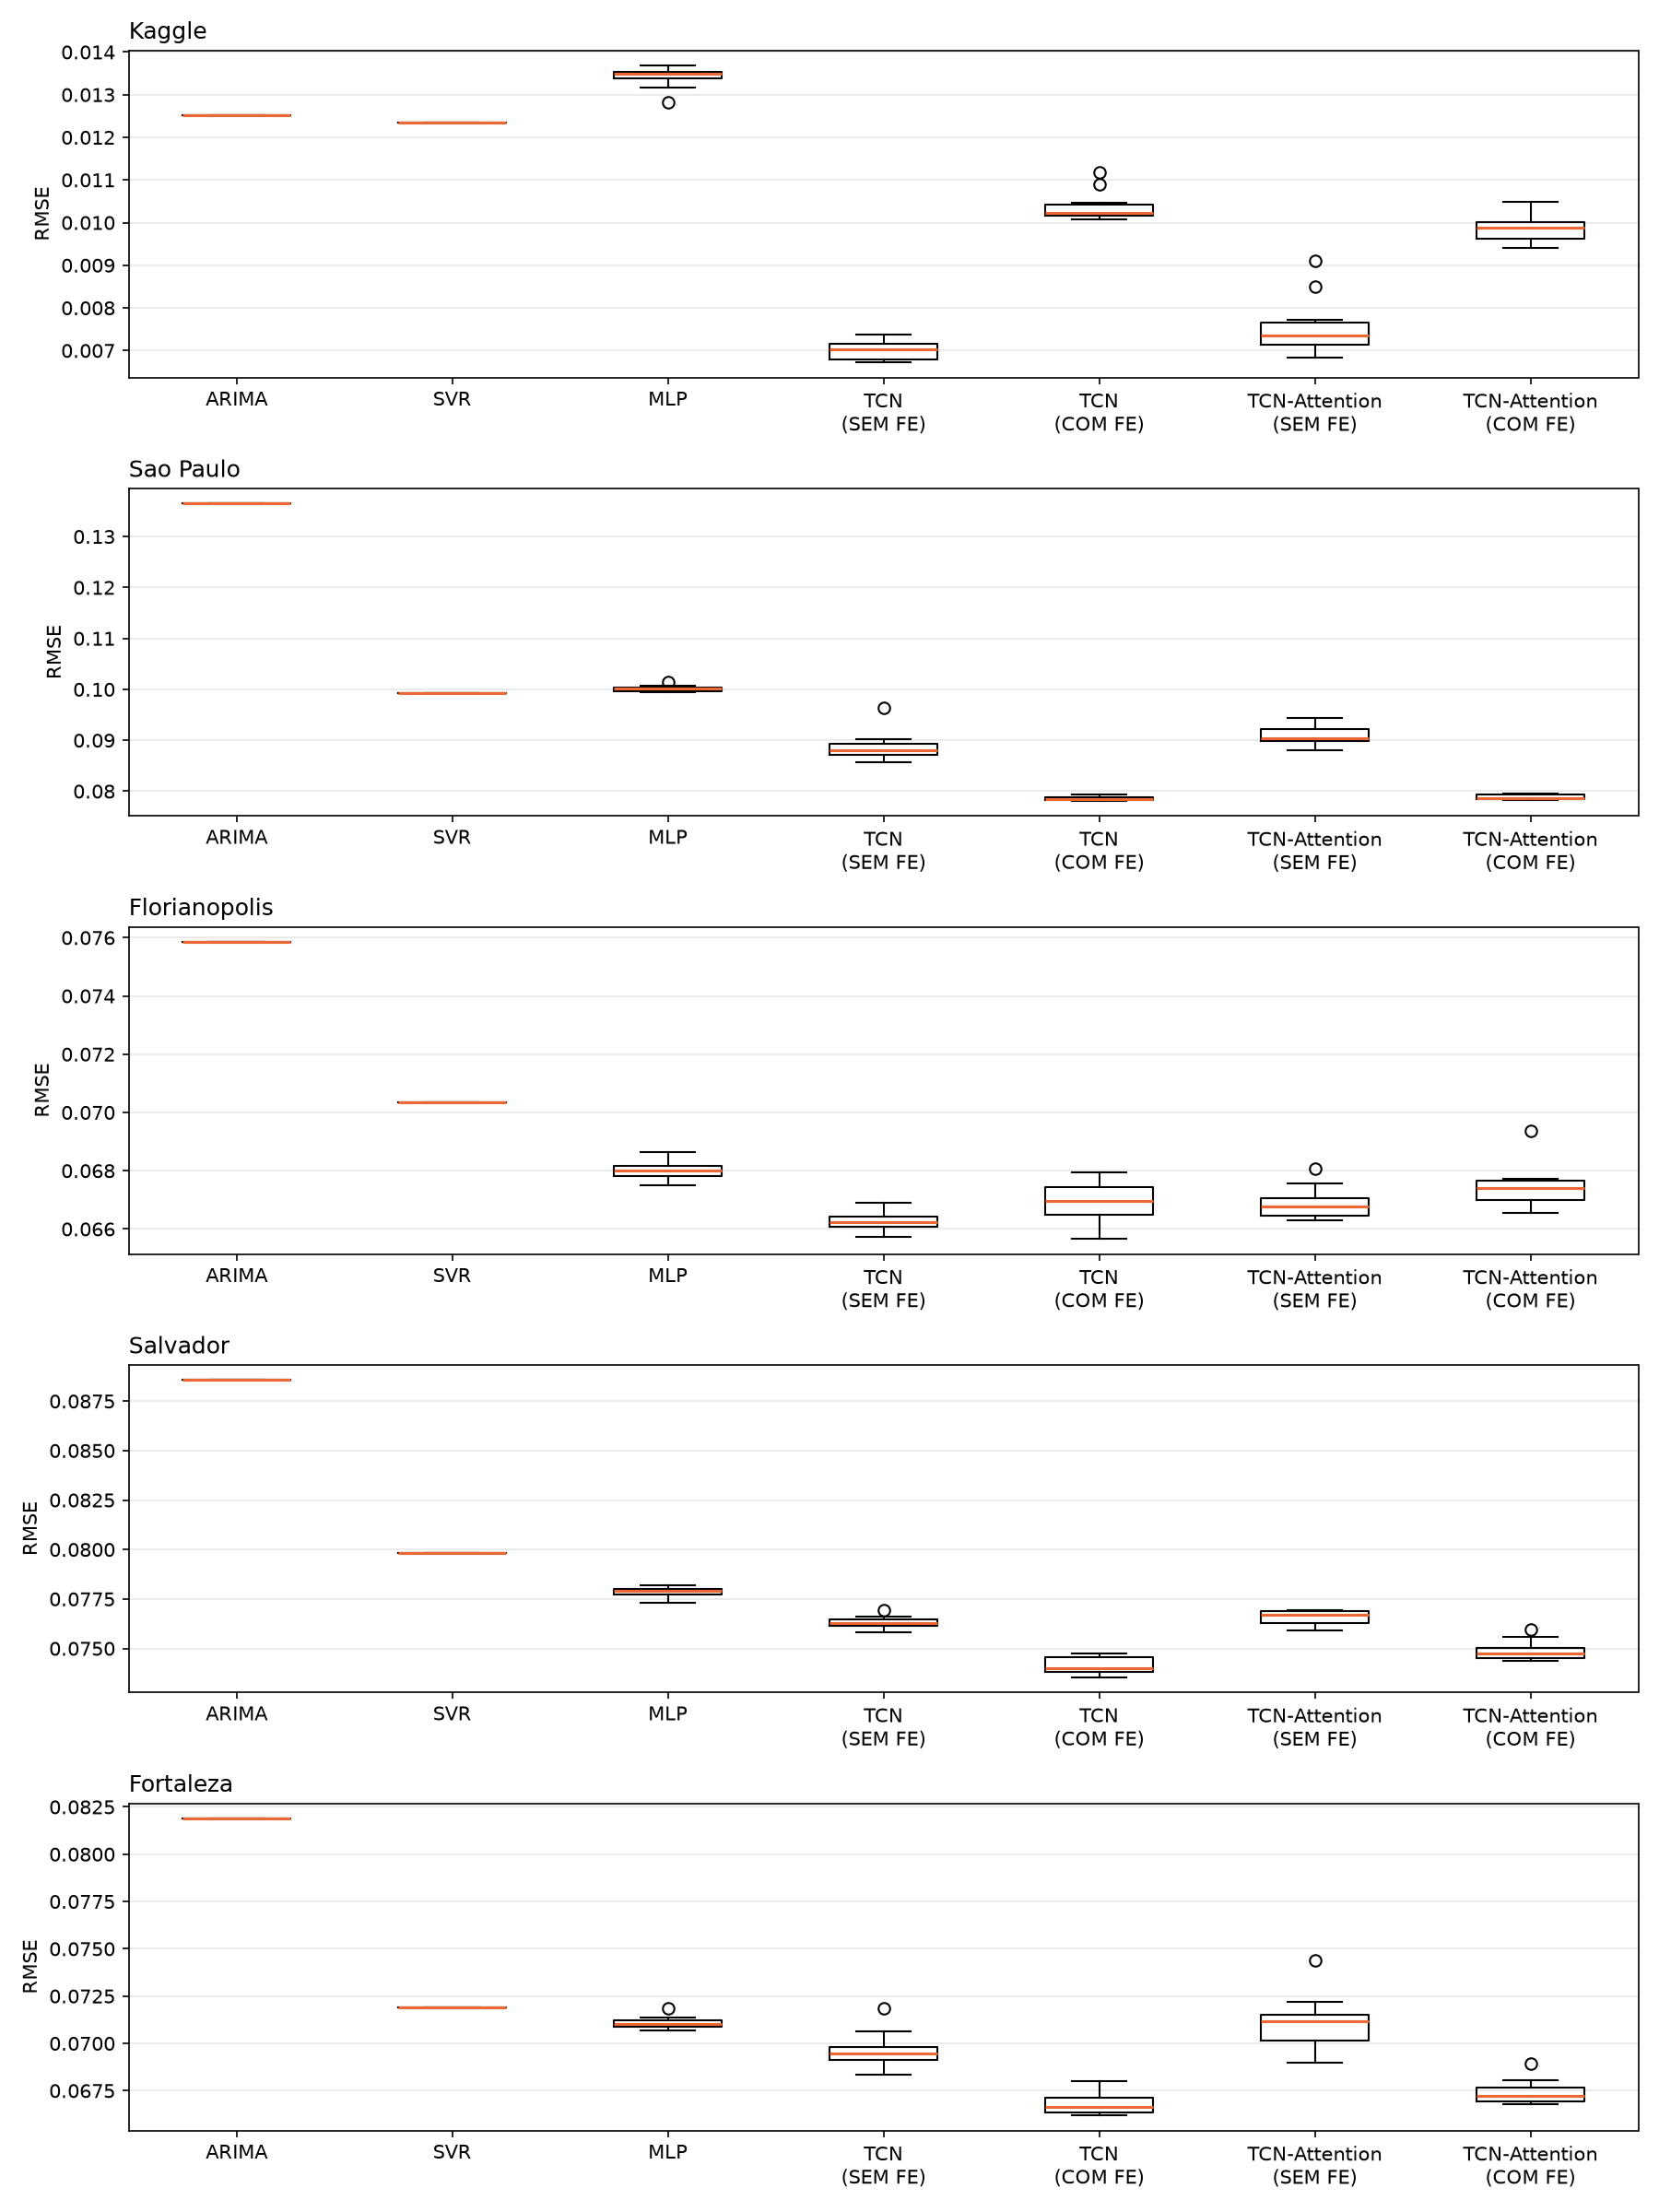 Kaggle
0.014
0.013
0.012
0.011
0.010
0.009
0.008
0.007
RMSE
ARIMA SVR MLP TCN TCN TCN-Attention TCN-Attention
(SEM FE) (COM FE) (SEM FE) (COM FE)
Sao Paulo
0.13
0.12
0.11
0.10
0.09
0.08
RMSE
ARIMA SVR MLP TCN TCN TCN-Attention TCN-Attention
(SEM FE) (COM FE) (SEM FE) (COM FE)
Florianopolis
0.076
0.074
0.072
0.070
0.068
0.066
RMSE
ARIMA SVR MLP TCN TCN TCN-Attention TCN-Attention
(SEM FE) (COM FE) (SEM FE) (COM FE)
Salvador
0.0875
0.0850
0.0825
0.0800
0.0775
0.0750
RMSE
ARIMA SVR MLP TCN TCN TCN-Attention TCN-Attention
(SEM FE) (COM FE) (SEM FE) (COM FE)
Fortaleza
0.0825
0.0800
0.0775
0.0750
0.0725
0.0700
0.0675
RMSE
ARIMA SVR MLP TCN TCN TCN-Attention TCN-Attention
(SEM FE) (COM FE) (SEM FE) (COM FE)